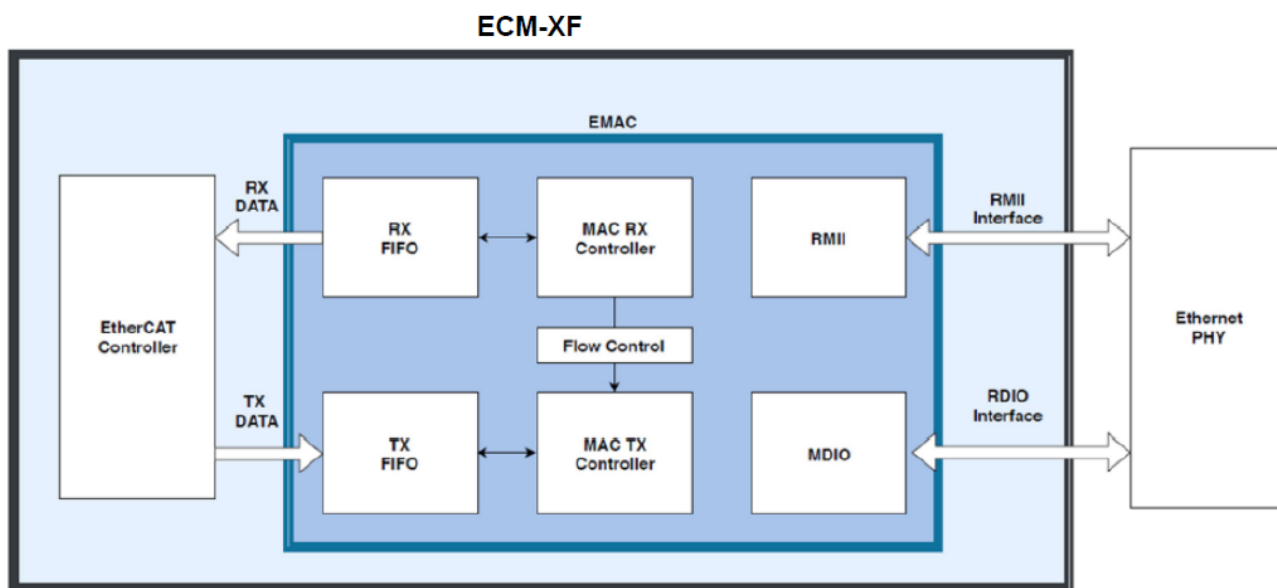 ECM-XF
EMAC
RX
DATA
RX
FIFO
MAC RX
Controller
RMII
RMII
Interface
EtherCAT
Controller
Flow Control
Ethernet
PHY
TX
DATA
TX
FIFO
MAC TX
Controller
MDIO
RDIO
Interface